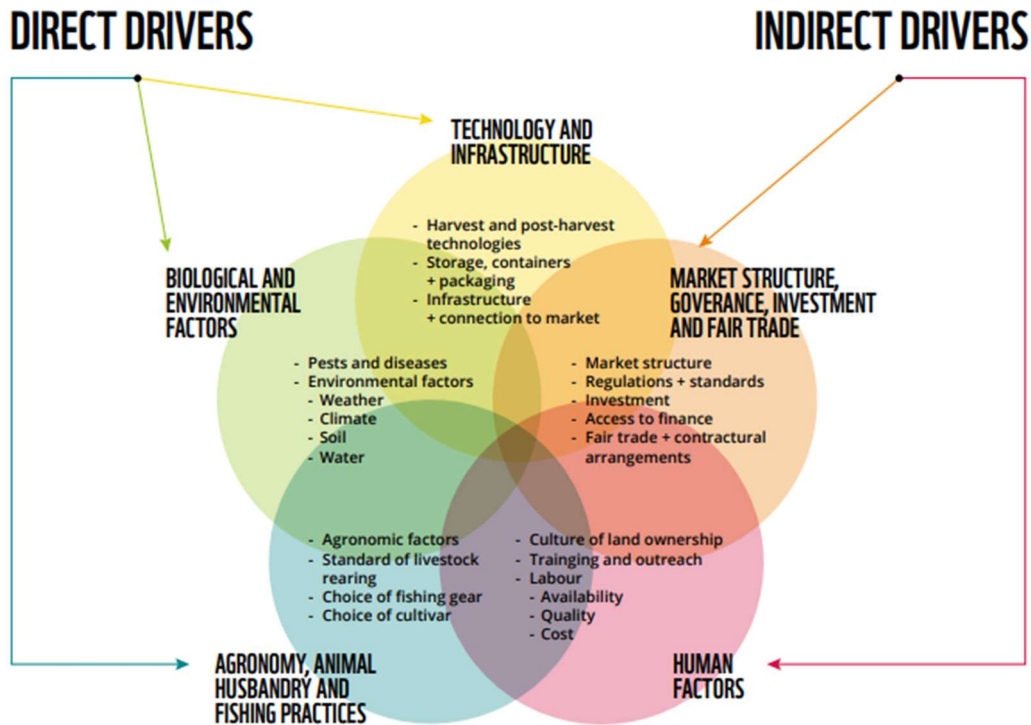 DIRECT DRIVERS
INDIRECT DRIVERS
TECHNOLOGY AND
INFRASTRUCTURE
- Harvest and post-harvest
technologies
- Storage, containers
+ packaging
- Infrastructure
+ connection to market
BIOLOGICAL AND
ENVIRONMENTAL
FACTORS
- Pests and diseases
- Environmental factors
- Weather
- Climate
- Soil
- Water
MARKET STRUCTURE,
GOVERANCE, INVESTMENT
AND FAIR TRADE
- Market structure
- Regulations + standards
- Investment
- Access to finance
- Fair trade + contractural
arrangements
- Agronomic factors
- Standard of livestock
rearing
- Choice of fishing gear
- Choice of cultivar
AGRONOMY, ANIMAL
HUSBANDRY AND
FISHING PRACTICES
- Culture of land ownership
- Trainging and outreach
- Labour
- Availability
- Quality
- Cost
HUMAN
FACTORS